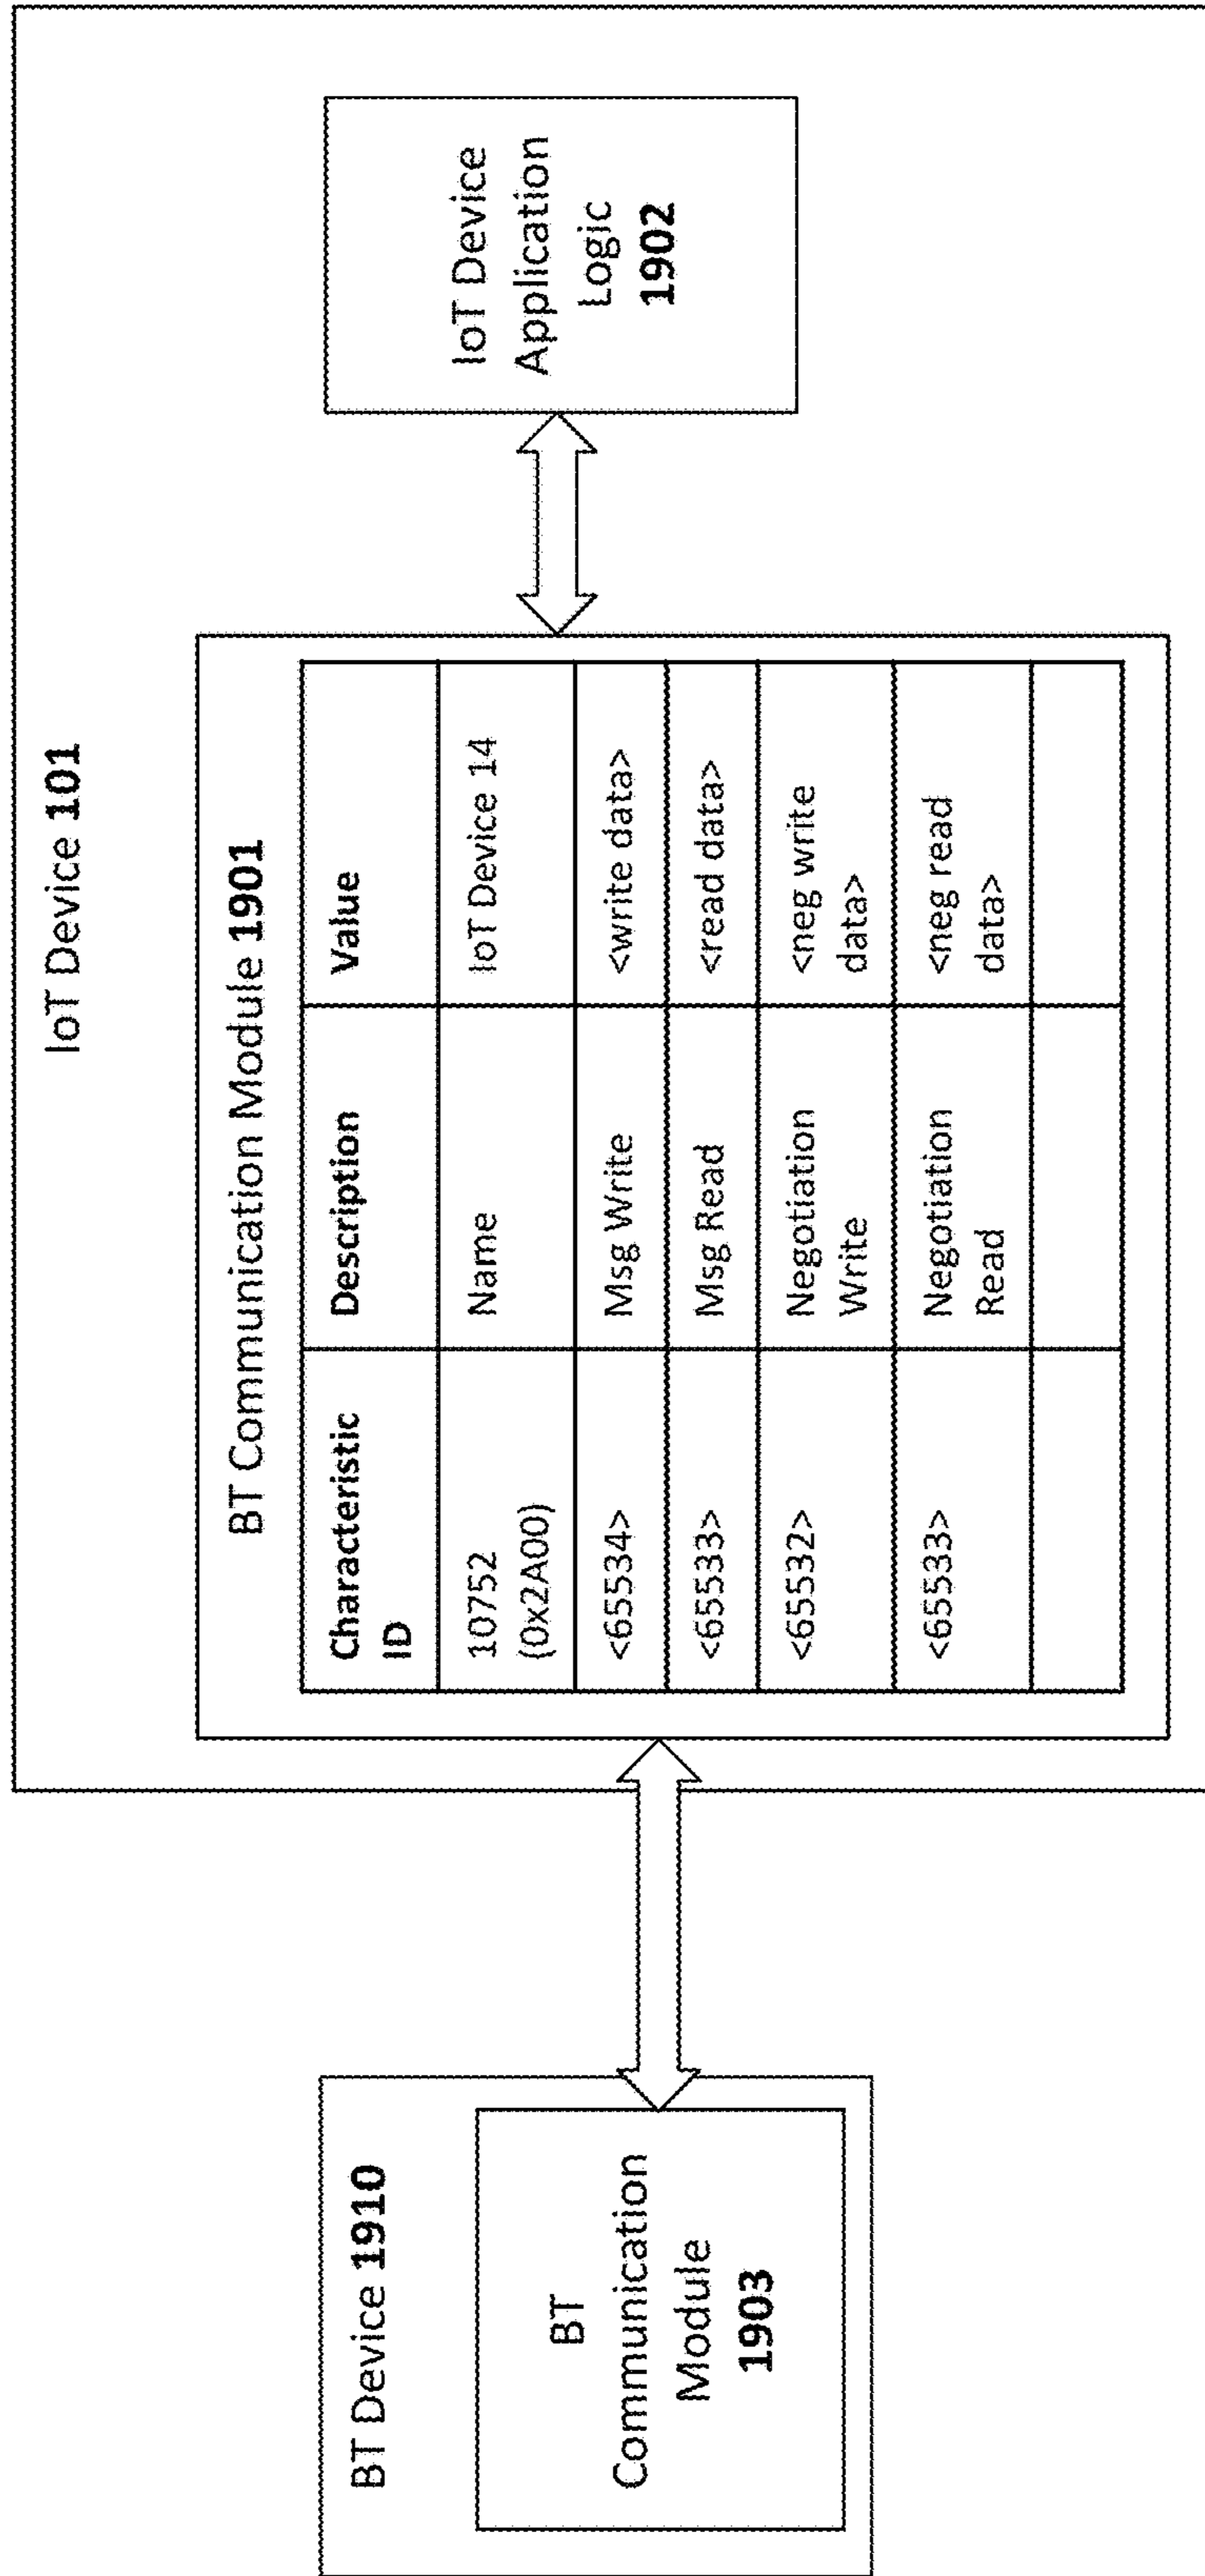 IoT Device 101
BT Device 1910
BT
Communication
Module
1903
BT Communication Module 1901
Characteristic
ID
Description
Value
10752
(0x2A00)
Name
IoT Device 14
<65534>
Msg Write
<write data>
<65533>
Msg Read
<read data>
<65532>
Negotiation
Write
<neg write
data>
<65533>
Negotiation
Read
<neg read
data>
IoT Device
Application
Logic
1902